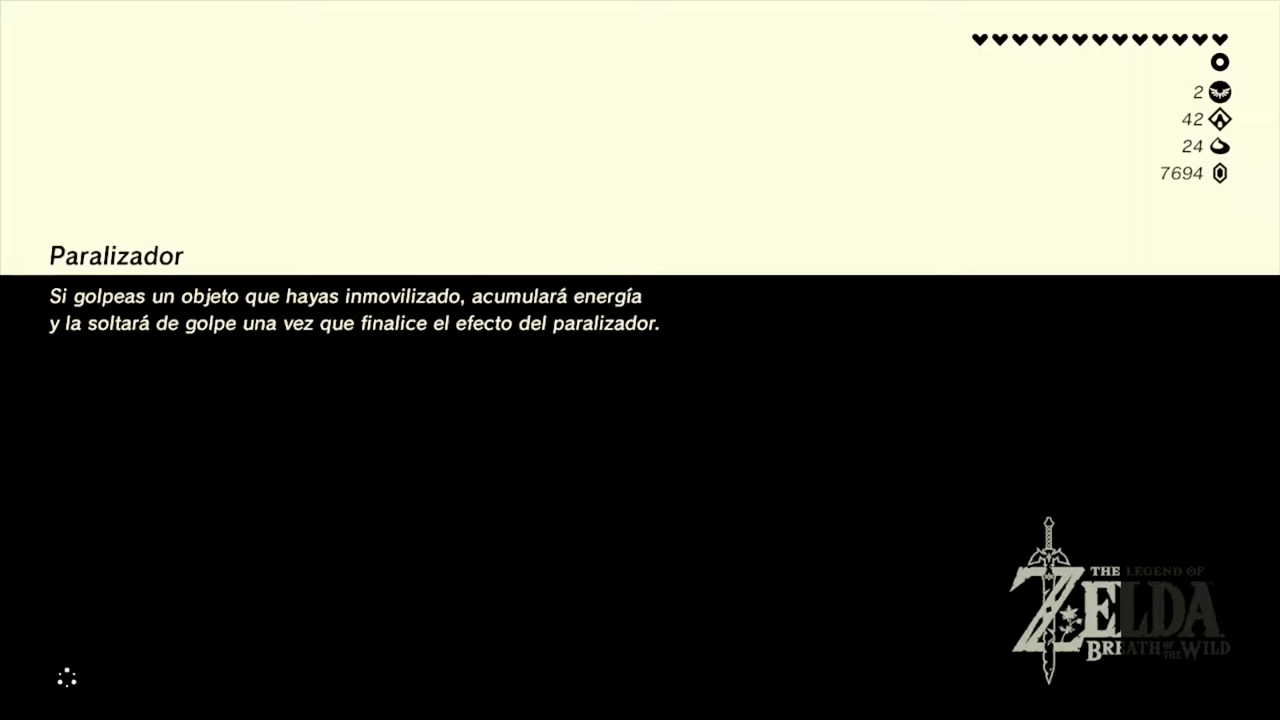 2
42
24
7694
Paralizador
Si golpeas un objeto que hayas inmovilizado, acumulará energía
y la soltará de golpe una vez que finalice el efecto del paralizador.
THE LEGEND OF
ZELDA
BREATH OF THE WILD